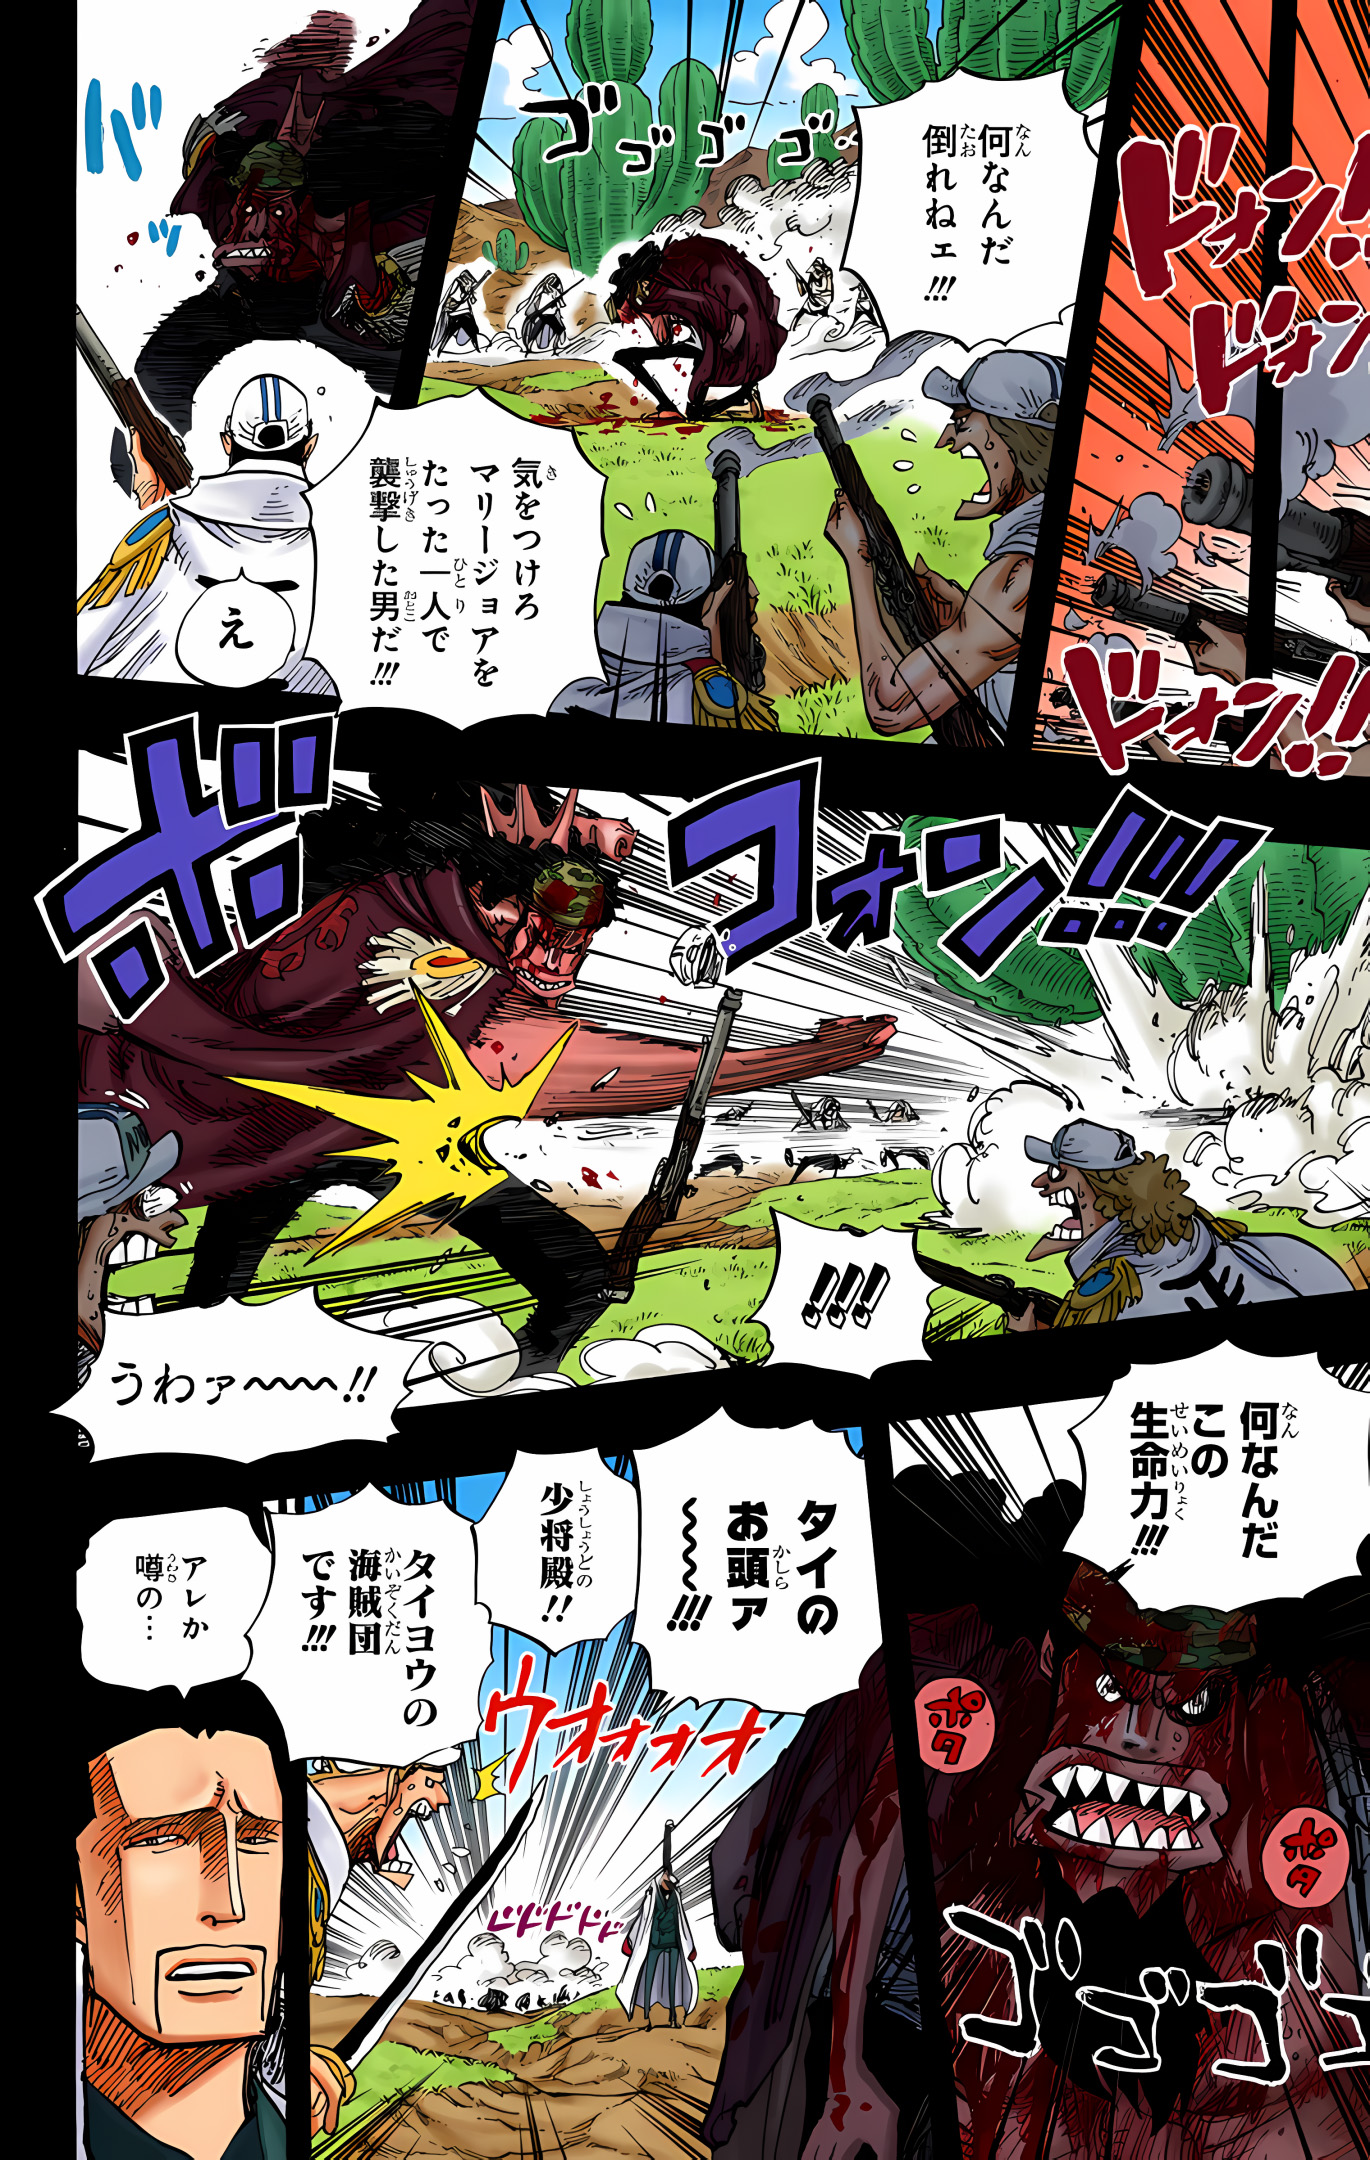 ドォン!!
ドォン
ドォン!!
何なんだ
倒れねェ!!!
ゴゴゴゴ
気をつけろ
マリージョアを
たった一人で
襲撃した男だ!!!
ドッ
え
ボコォン!!!
!!!!
うわァ~~~!!
何なんだ
この
生命力!!!
ポタ
ポタ
ゴゴゴ
タイの
お頭ァ
~~~!!!
少将殿!!
タイヨウの
海賊団
です!!!
ウオォオオ
ドドドドド
アレか
噂の…